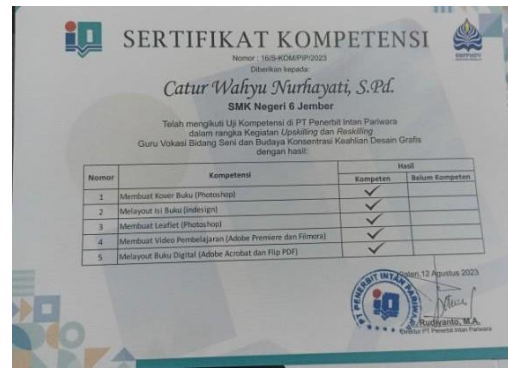 SERTIFIKAT KOMPETENSI
Nomor : 16/S-KOM/PIP/2023
Diberikan kepada:
Catur Wahyu Nurhayati, S.Pd.
SMK Negeri 6 Jember
Telah mengikuti Uji Kompetensi di PT Penerbit Intan Pariwara
dalam rangka Kegiatan Upskilling dan Reskilling
Guru Vokasi Bidang Seni dan Budaya Konsentrasi Keahlian Desain Grafis
dengan hasil:
Nomor Kompetensi Hasil
Kompeten Belum Kompeten
1 Membuat Kover Buku (Photoshop) ✓
2 Melayout Isi Buku (Indesign) ✓
3 Membuat Leaflet (Photoshop) ✓
4 Membuat Video Pembelajaran (Adobe Premiere dan Filmora) ✓
5 Melayout Buku Digital (Adobe Acrobat dan Flip PDF) ✓
12 Agustus 2023
PT PENERBIT INTAN PARIWARA
Rudiyanto, M.A.
Direktur PT Penerbit Intan Pariwara